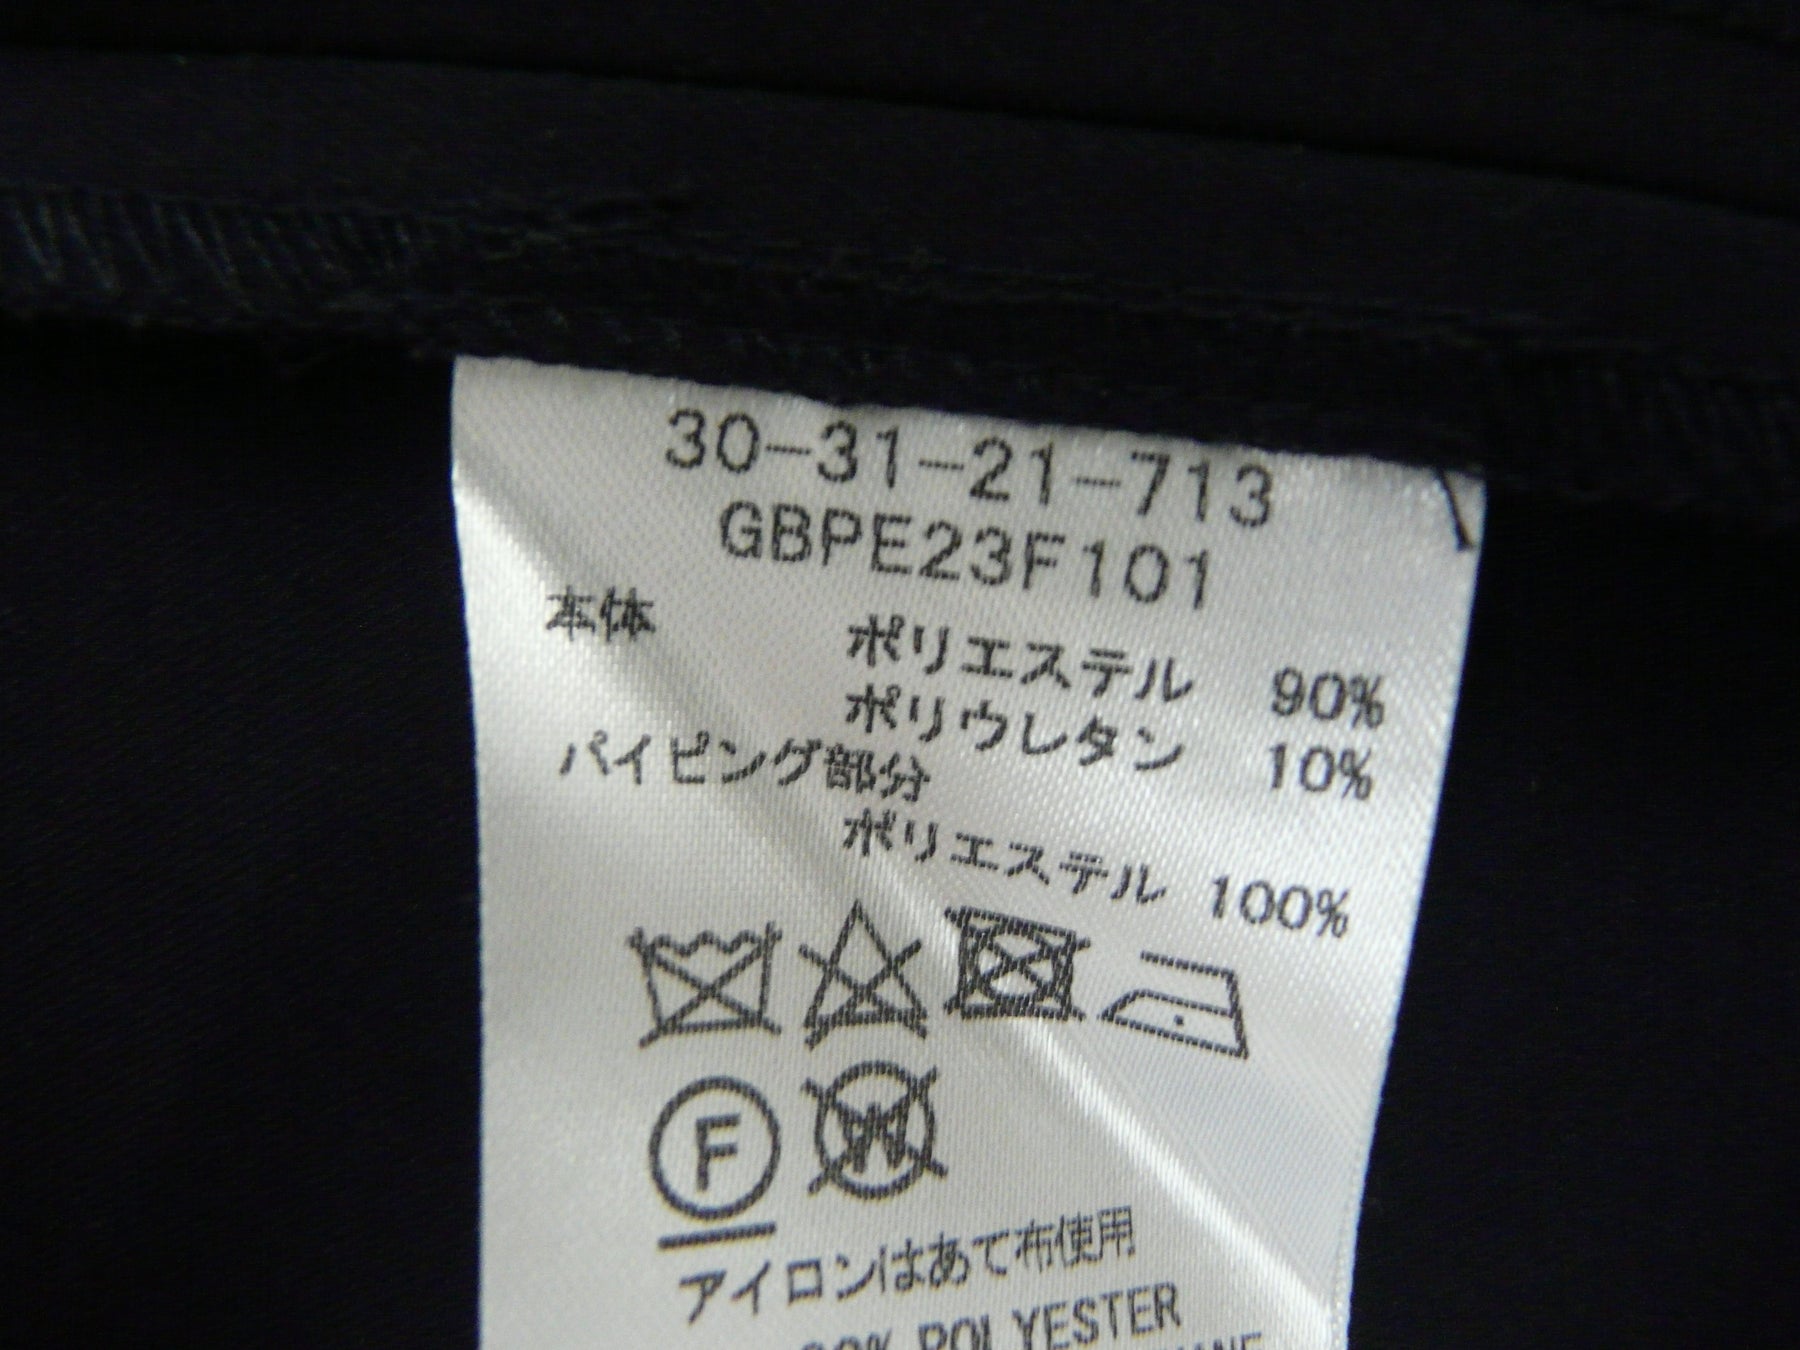 30-31-21-713
GBPE23F101
本体 ポリエステル 90%
ポリウレタン 10%
パイピング部分
ポリエステル 100%
F
W
アイロンはあて布使用
90% POLYESTER